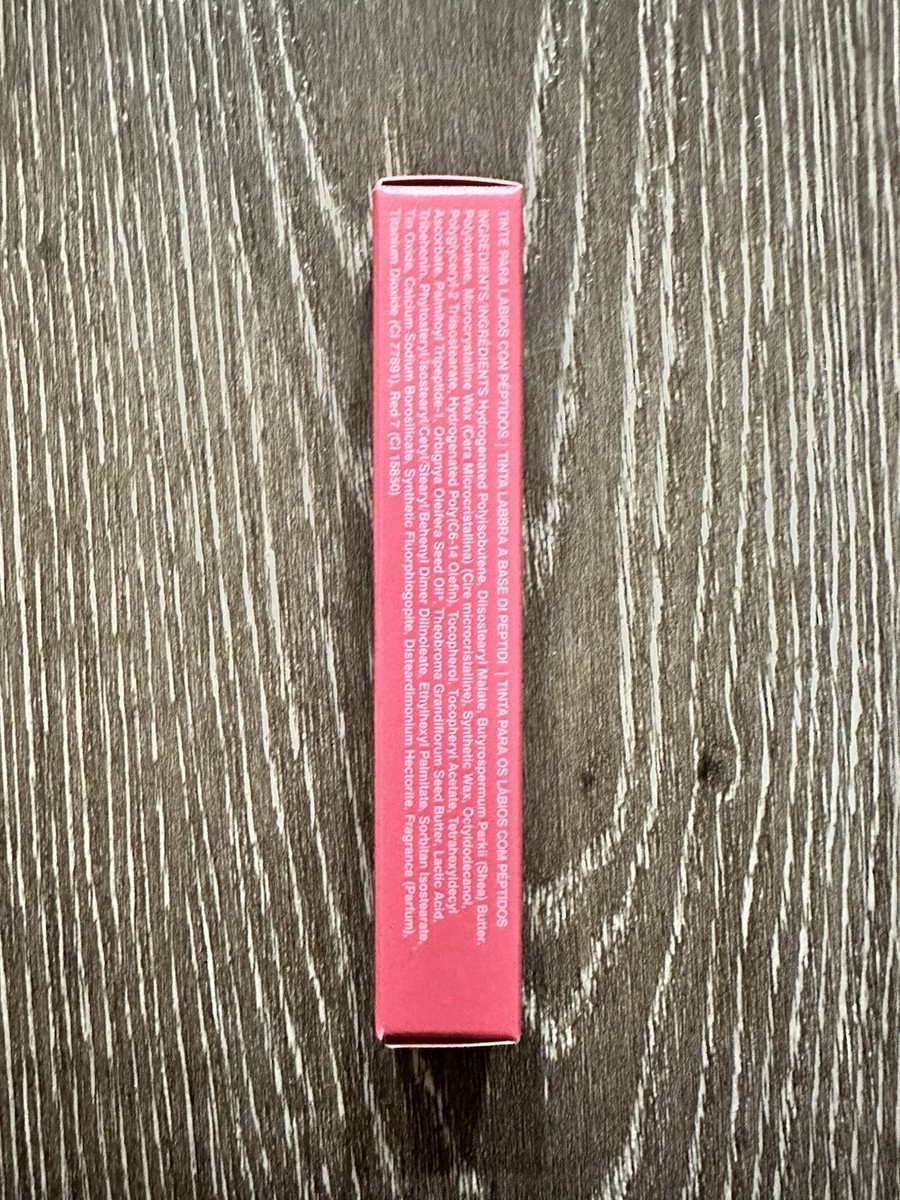 TINTE PARA LABIOS CON PÉPTIDOS | TINTA LABBRA A BASE DI PEPTIDI | TINTA PARA OS LÁBIOS COM PÉPTIDOS
INGREDIENTS INGRÉDIENTS Hydrogenated Polyisobutene, Diisostearyl Malate, Butyrospermum Parkii (Shea) Butter,
Polybutene, Microcrystalline Wax (Cera Microcristallina) (Cire microcristalline), Synthetic Wax, Octyldodecanol,
Polyglyceryl-2 Triisostearate, Hydrogenated Poly(C6-14 Olefin), Tocopherol, Tocopheryl Acetate, Tetrahexyldecyl
Ascorbate, Palmitoyl Tripeptide-1, Orbignya Oleifera Seed Oil*, Theobroma Grandiflorum Seed Butter, Lactic Acid,
Tribehenin, Phytosteryl Isostearyl Cetyl Stearyl Behenyl Dimer Dilinoleate, Ethylhexyl Palmitate, Sorbitan Isostearate,
Tin Oxide, Calcium Sodium Borosilicate, Synthetic Fluorphlogopite, Disteardimonium Hectorite, Fragrance (Parfum),
Titanium Dioxide (CI 77891), Red 7 (CI 15850)